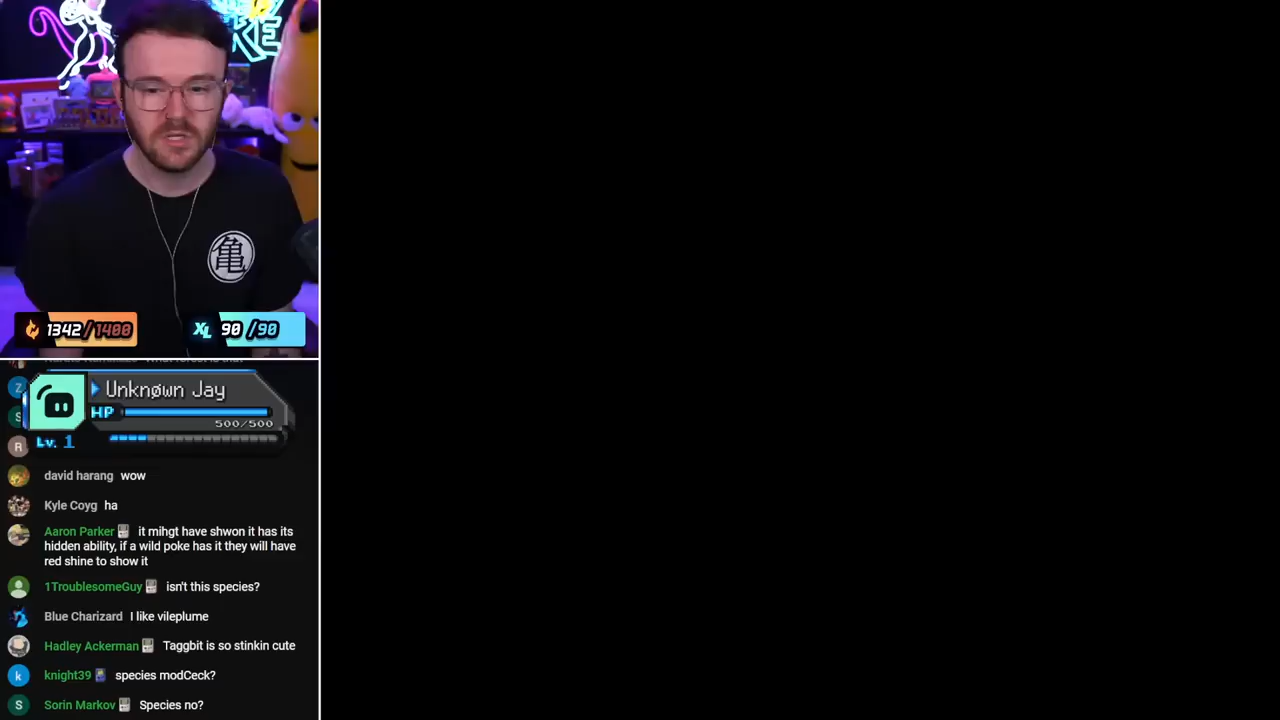 KE
亀
1342/1400
XL 90/90
Z
Unknøwn Jay
HP
500/500
S
Lv. 1
R
david harang wow
Kyle Coyg ha
Aaron Parker it mihgt have shwon it has its
hidden ability, if a wild poke has it they will have
red shine to show it
1TroublesomeGuy isn't this species?
Blue Charizard I like vileplume
Hadley Ackerman Taggbit is so stinkin cute
k
knight39 species modCeck?
S
Sorin Markov Species no?